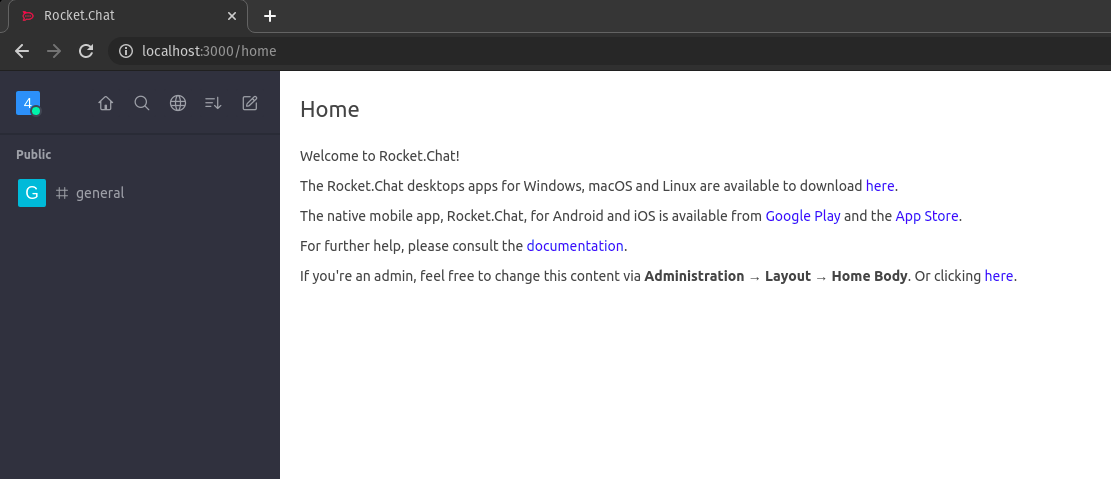 Rocket.Chat
localhost:3000/home
4
Public
G general
Home
Welcome to Rocket.Chat!
The Rocket.Chat desktops apps for Windows, macOS and Linux are available to download here.
The native mobile app, Rocket.Chat, for Android and iOS is available from Google Play and the App Store.
For further help, please consult the documentation.
If you're an admin, feel free to change this content via Administration → Layout → Home Body. Or clicking here.